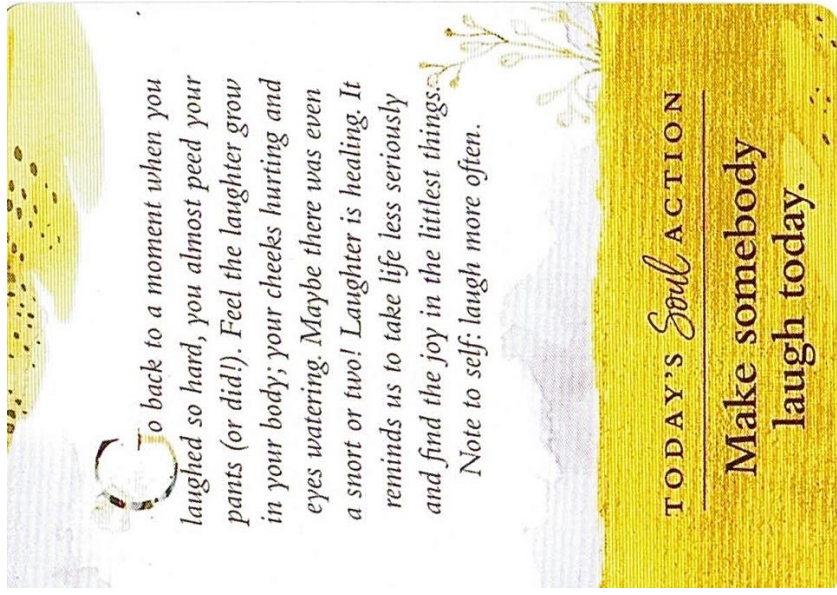 Go back to a moment when you
laughed so hard, you almost peed your
pants (or did!). Feel the laughter grow
in your body; your cheeks hurting and
eyes watering. Maybe there was even
a snort or two! Laughter is healing. It
reminds us to take life less seriously
and find the joy in the littlest things.
Note to self: laugh more often.
TODAY'S Soul ACTION
Make somebody
laugh today.